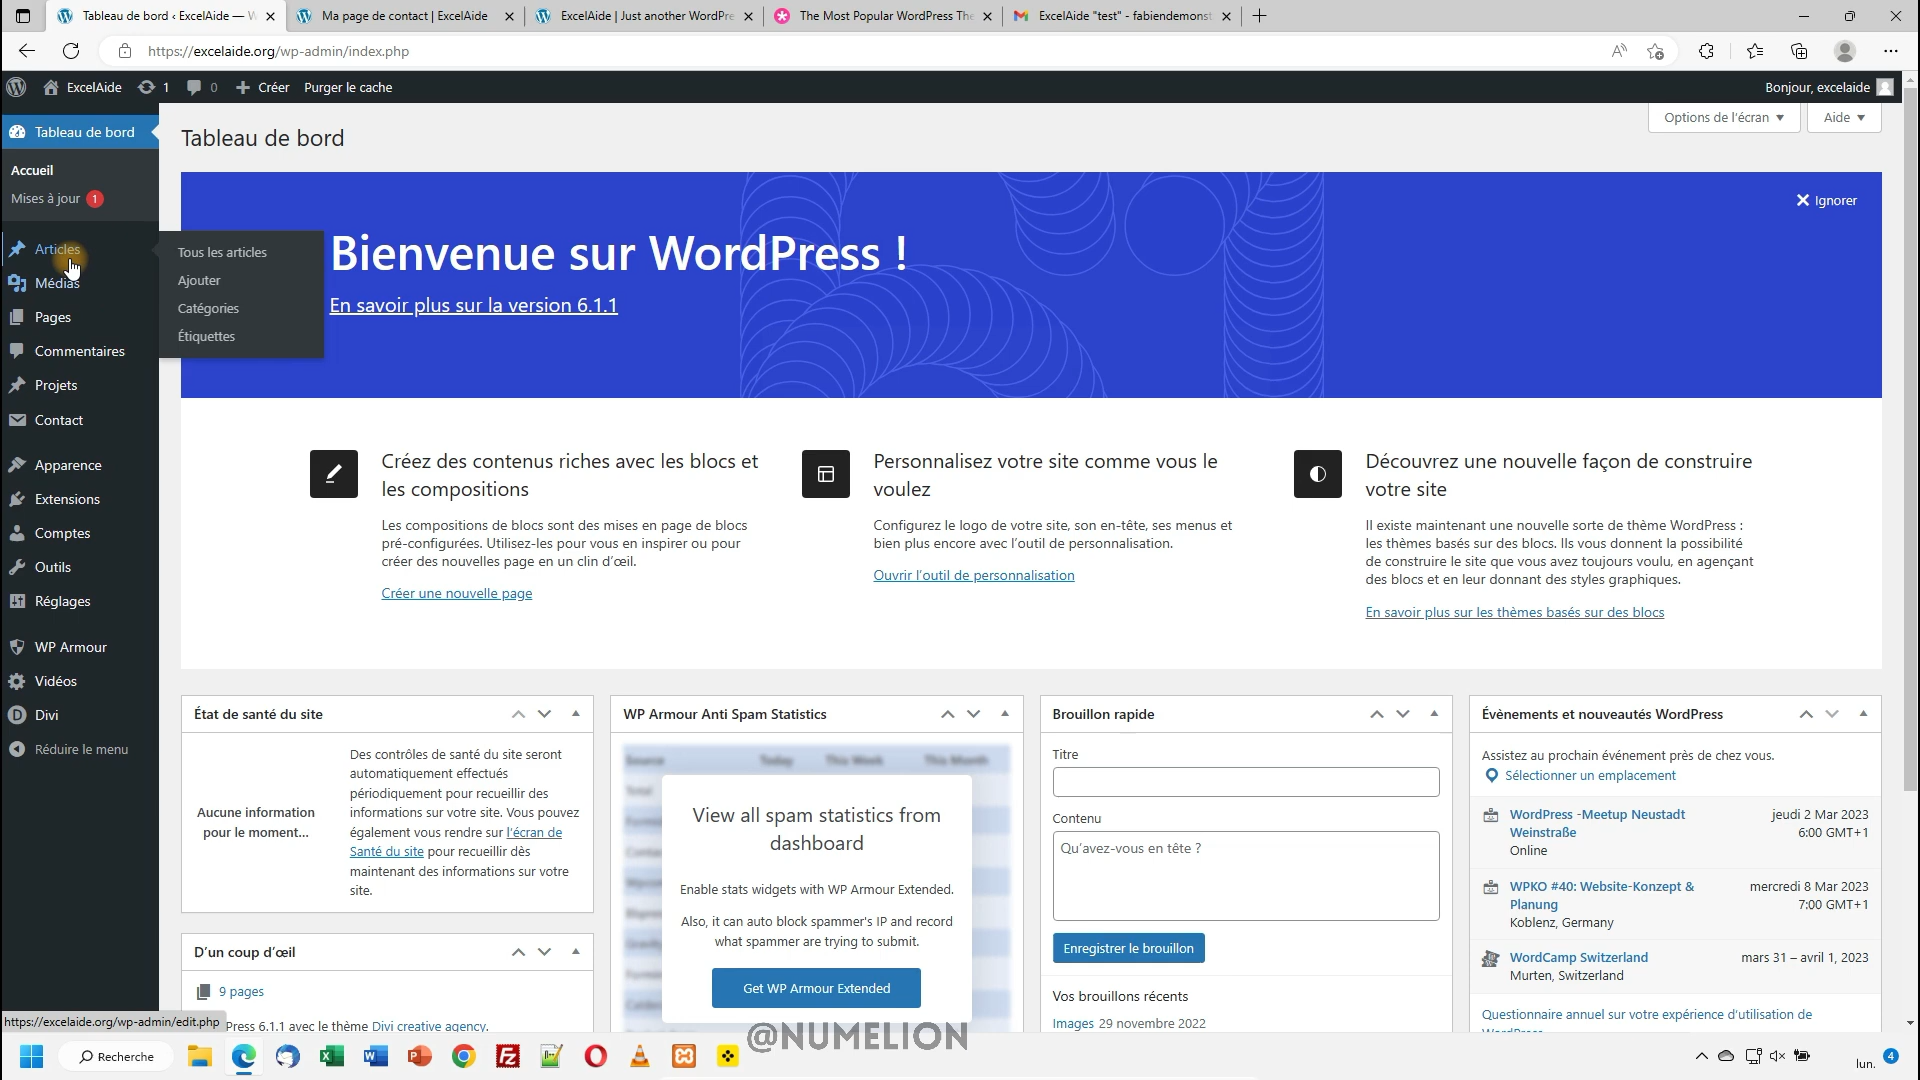 Tableau de bord ‹ ExcelAide — W
Ma page de contact | ExcelAide
ExcelAide | Just another WordPre
The Most Popular WordPress The
ExcelAide "test" - fabiendemonst
https://excelaide.org/wp-admin/index.php
ExcelAide
1
0
Créer
Purger le cache
Bonjour, excelaide
Tableau de bord
Accueil
Mises à jour 1
Articles
Médias
Pages
Commentaires
Projets
Contact
Apparence
Extensions
Comptes
Outils
Réglages
WP Armour
Vidéos
Divi
Réduire le menu
Tous les articles
Ajouter
Catégories
Étiquettes
Tableau de bord
Options de l'écran
Aide
Ignorer
Bienvenue sur WordPress !
En savoir plus sur la version 6.1.1
Créez des contenus riches avec les blocs et
les compositions
Les compositions de blocs sont des mises en page de blocs
pré-configurées. Utilisez-les pour vous en inspirer ou pour
créer des nouvelles page en un clin d'œil.
Créer une nouvelle page
Personnalisez votre site comme vous le
voulez
Configurez le logo de votre site, son en-tête, ses menus et
bien plus encore avec l'outil de personnalisation.
Ouvrir l'outil de personnalisation
Découvrez une nouvelle façon de construire
votre site
Il existe maintenant une nouvelle sorte de thème WordPress :
les thèmes basés sur des blocs. Ils vous donnent la possibilité
de construire le site que vous avez toujours voulu, en agençant
des blocs et en leur donnant des styles graphiques.
En savoir plus sur les thèmes basés sur des blocs
État de santé du site
Aucune information
pour le moment…
Des contrôles de santé du site seront
automatiquement effectués
périodiquement pour recueillir des
informations sur votre site. Vous pouvez
également vous rendre sur l'écran de
Santé du site pour recueillir dès
maintenant des informations sur votre
site.
D'un coup d'œil
9 pages
Press 6.1.1 avec le thème Divi creative agency.
WP Armour Anti Spam Statistics
Source Today This Week This Month
Total
View all spam statistics from
dashboard
Enable stats widgets with WP Armour Extended.
Also, it can auto block spammer's IP and record
what spammer are trying to submit.
Get WP Armour Extended
Brouillon rapide
Titre
Contenu
Qu'avez-vous en tête ?
Enregistrer le brouillon
Vos brouillons récents
Images 29 novembre 2022
Évènements et nouveautés WordPress
Assistez au prochain événement près de chez vous.
Sélectionner un emplacement
WordPress -Meetup Neustadt
Weinstraße
Online
jeudi 2 Mar 2023
6:00 GMT+1
WPKO #40: Website-Konzept &
Planung
Koblenz, Germany
mercredi 8 Mar 2023
7:00 GMT+1
WordCamp Switzerland
Murten, Switzerland
mars 31 – avril 1, 2023
Questionnaire annuel sur votre expérience d'utilisation de
WordPress
https://excelaide.org/wp-admin/edit.php
@NUMELION
Recherche
lun.
4